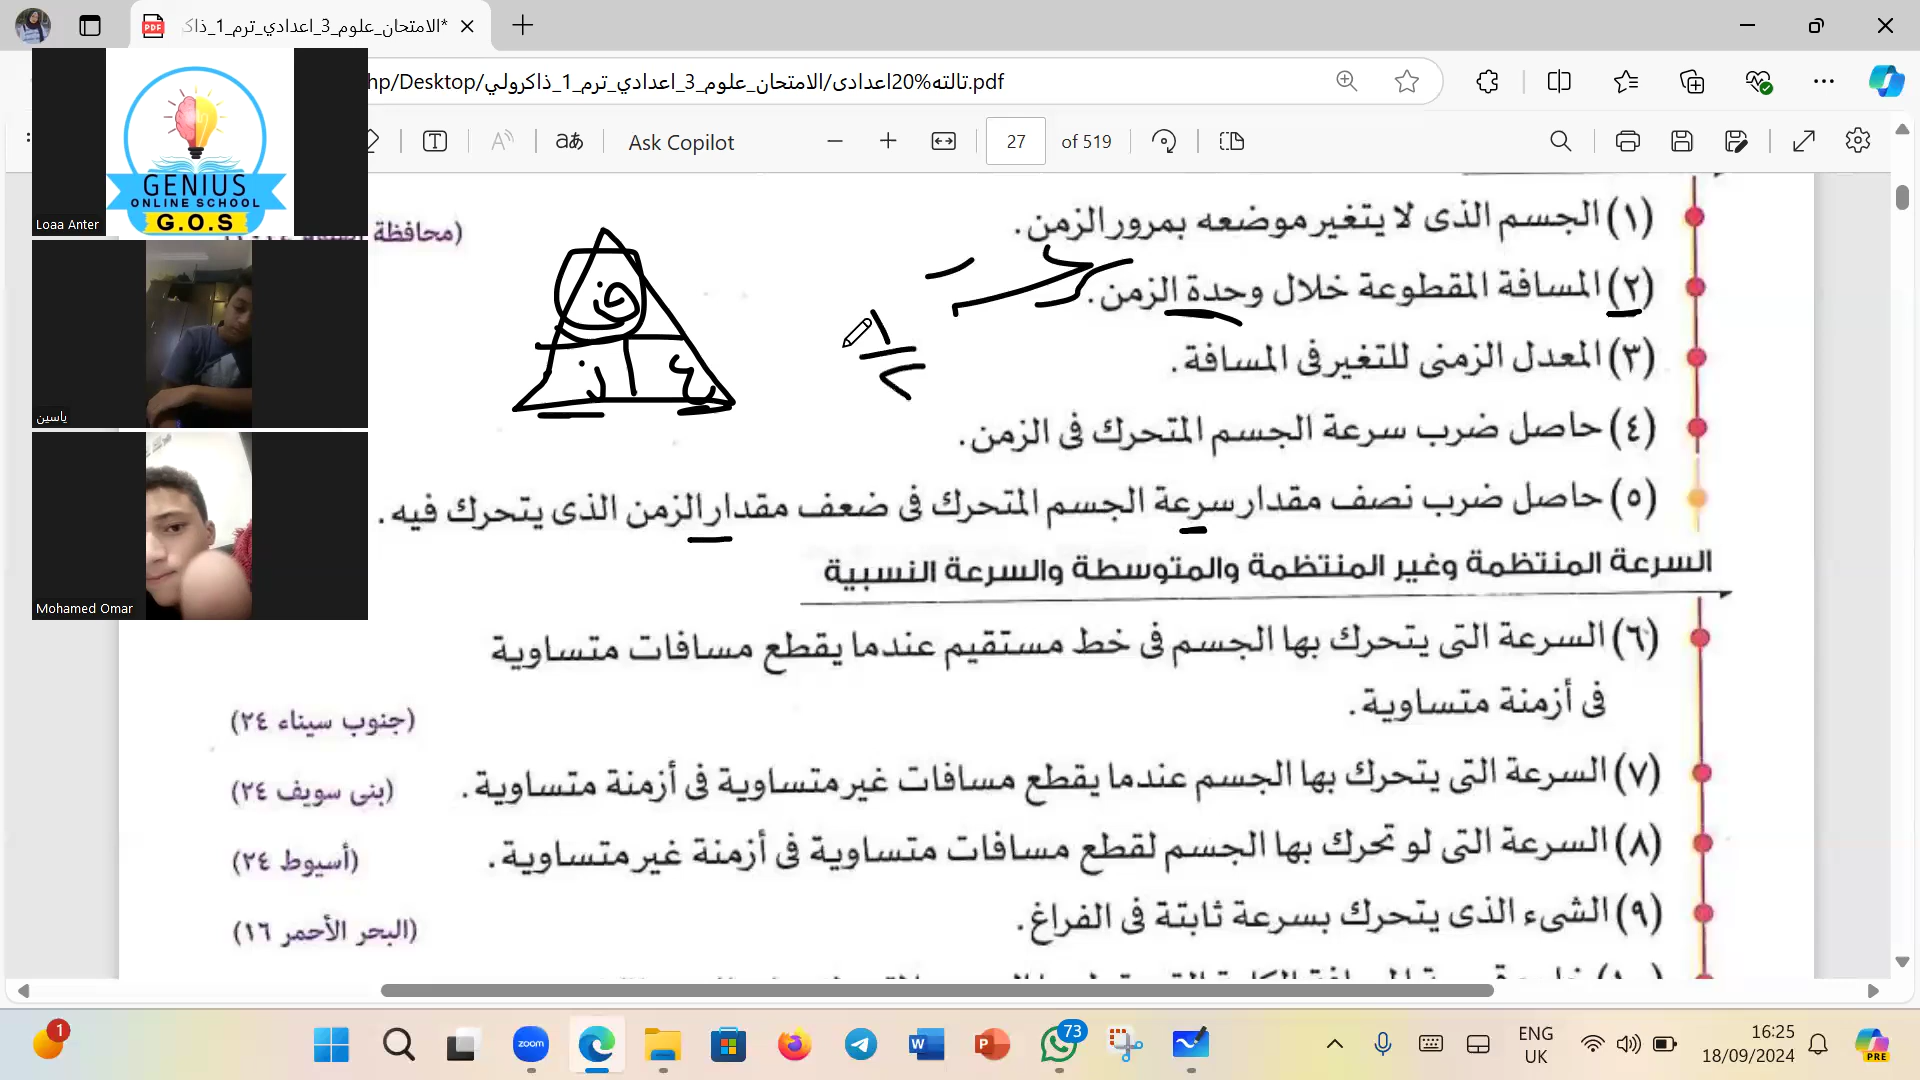 *الامتحان_علوم_3_اعدادي_ترم_1_ذاكر
hp/Desktop/تالته%20اعدادى/الامتحان_علوم_3_اعدادي_ترم_1_ذاكرولي.pdf
Ask Copilot
27 of 519
GENIUS
ONLINE SCHOOL
G.O.S
Loaa Anter
ياسين
Mohamed Omar
(١) الجسم الذى لا يتغير موضعه بمرور الزمن. (محافظة
(٢) المسافة المقطوعة خلال وحدة الزمن.
(٣) المعدل الزمنى للتغير فى المسافة.
(٤) حاصل ضرب سرعة الجسم المتحرك فى الزمن.
(٥) حاصل ضرب نصف مقدار سرعة الجسم المتحرك فى ضعف مقدار الزمن الذى يتحرك فيه.
ف
ز ع
١
٢
السرعة المنتظمة وغير المنتظمة والمتوسطة والسرعة النسبية
(٦) السرعة التى يتحرك بها الجسم فى خط مستقيم عندما يقطع مسافات متساوية
فى أزمنة متساوية. (جنوب سيناء ٢٤)
(٧) السرعة التى يتحرك بها الجسم عندما يقطع مسافات غير متساوية فى أزمنة متساوية. (بنى سويف ٢٤)
(٨) السرعة التى لو تحرك بها الجسم لقطع مسافات متساوية فى أزمنة غير متساوية. (أسيوط ٢٤)
(٩) الشىء الذى يتحرك بسرعة ثابتة فى الفراغ. (البحر الأحمر ١٦)
1
zoom
73
ENG
UK
16:25
18/09/2024
PRE